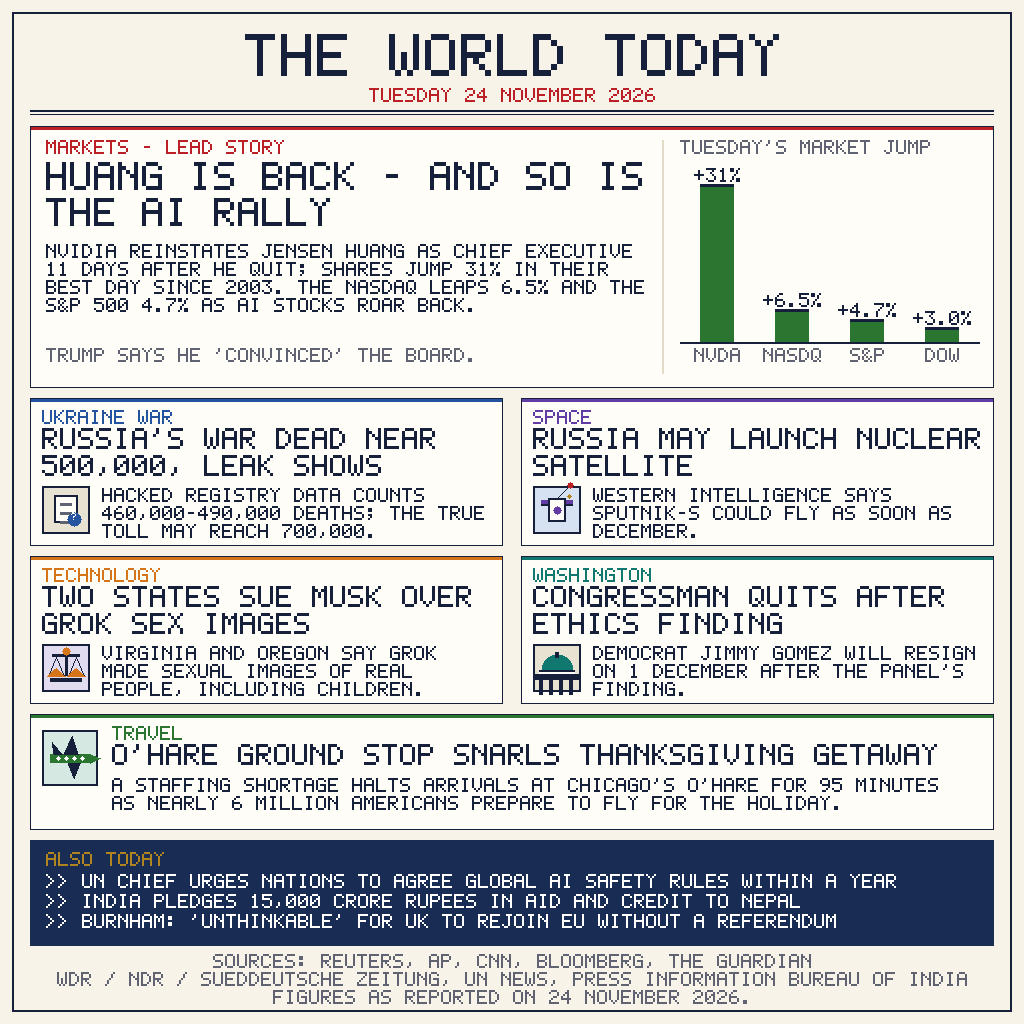 THE WORLD TODAY
TUESDAY 24 NOVEMBER 2026
MARKETS - LEAD STORY
HUANG IS BACK - AND SO IS
THE AI RALLY
NVIDIA REINSTATES JENSEN HUANG AS CHIEF EXECUTIVE
11 DAYS AFTER HE QUIT; SHARES JUMP 31% IN THEIR
BEST DAY SINCE 2003. THE NASDAQ LEAPS 6.5% AND THE
S&P 500 4.7% AS AI STOCKS ROAR BACK.
TRUMP SAYS HE 'CONVINCED' THE BOARD.
TUESDAY'S MARKET JUMP
+31%
+6.5%
+4.7%
+3.0%
NVDA NASDQ S&P DOW
UKRAINE WAR
RUSSIA'S WAR DEAD NEAR
500,000, LEAK SHOWS
HACKED REGISTRY DATA COUNTS
460,000-490,000 DEATHS; THE TRUE
TOLL MAY REACH 700,000.
SPACE
RUSSIA MAY LAUNCH NUCLEAR
SATELLITE
WESTERN INTELLIGENCE SAYS
SPUTNIK-S COULD FLY AS SOON AS
DECEMBER.
TECHNOLOGY
TWO STATES SUE MUSK OVER
GROK SEX IMAGES
VIRGINIA AND OREGON SAY GROK
MADE SEXUAL IMAGES OF REAL
PEOPLE, INCLUDING CHILDREN.
WASHINGTON
CONGRESSMAN QUITS AFTER
ETHICS FINDING
DEMOCRAT JIMMY GOMEZ WILL RESIGN
ON 1 DECEMBER AFTER THE PANEL'S
FINDING.
TRAVEL
O'HARE GROUND STOP SNARLS THANKSGIVING GETAWAY
A STAFFING SHORTAGE HALTS ARRIVALS AT CHICAGO'S O'HARE FOR 95 MINUTES
AS NEARLY 6 MILLION AMERICANS PREPARE TO FLY FOR THE HOLIDAY.
ALSO TODAY
>> UN CHIEF URGES NATIONS TO AGREE GLOBAL AI SAFETY RULES WITHIN A YEAR
>> INDIA PLEDGES 15,000 CRORE RUPEES IN AID AND CREDIT TO NEPAL
>> BURNHAM: 'UNTHINKABLE' FOR UK TO REJOIN EU WITHOUT A REFERENDUM
SOURCES: REUTERS, AP, CNN, BLOOMBERG, THE GUARDIAN
WDR / NDR / SUEDDEUTSCHE ZEITUNG, UN NEWS, PRESS INFORMATION BUREAU OF INDIA
FIGURES AS REPORTED ON 24 NOVEMBER 2026.